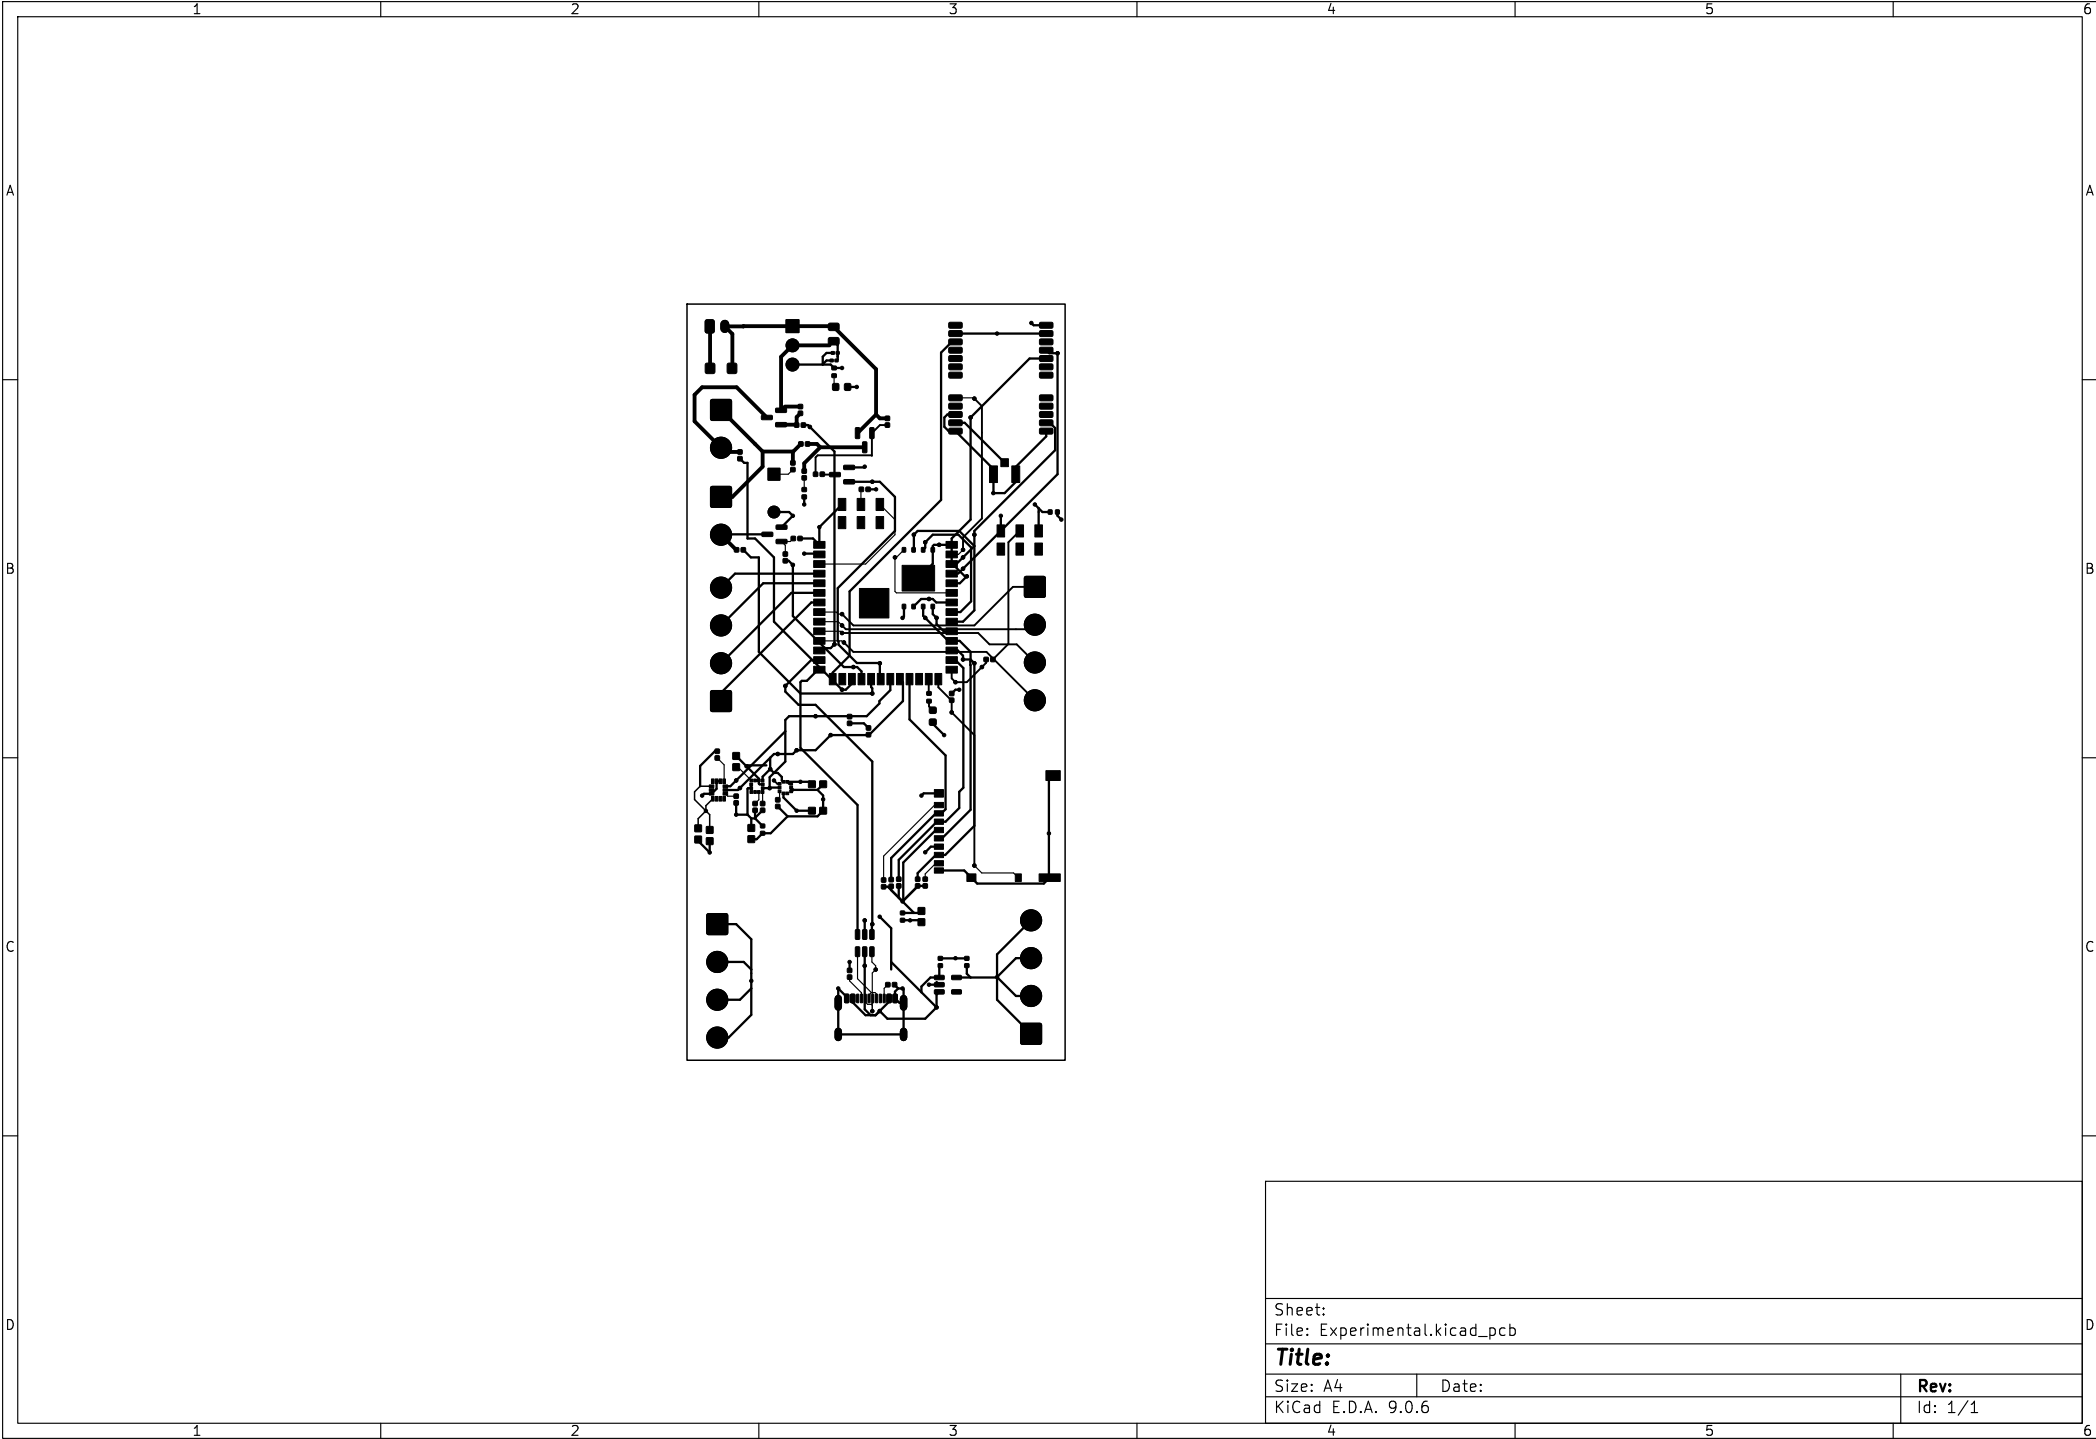 1 2 3 4 5 6
A A
B B
C C
D D
Sheet:
File: Experimental.kicad_pcb
Title:
Size: A4 Date: Rev:
KiCad E.D.A. 9.0.6 Id: 1/1
1 2 3 4 5 6